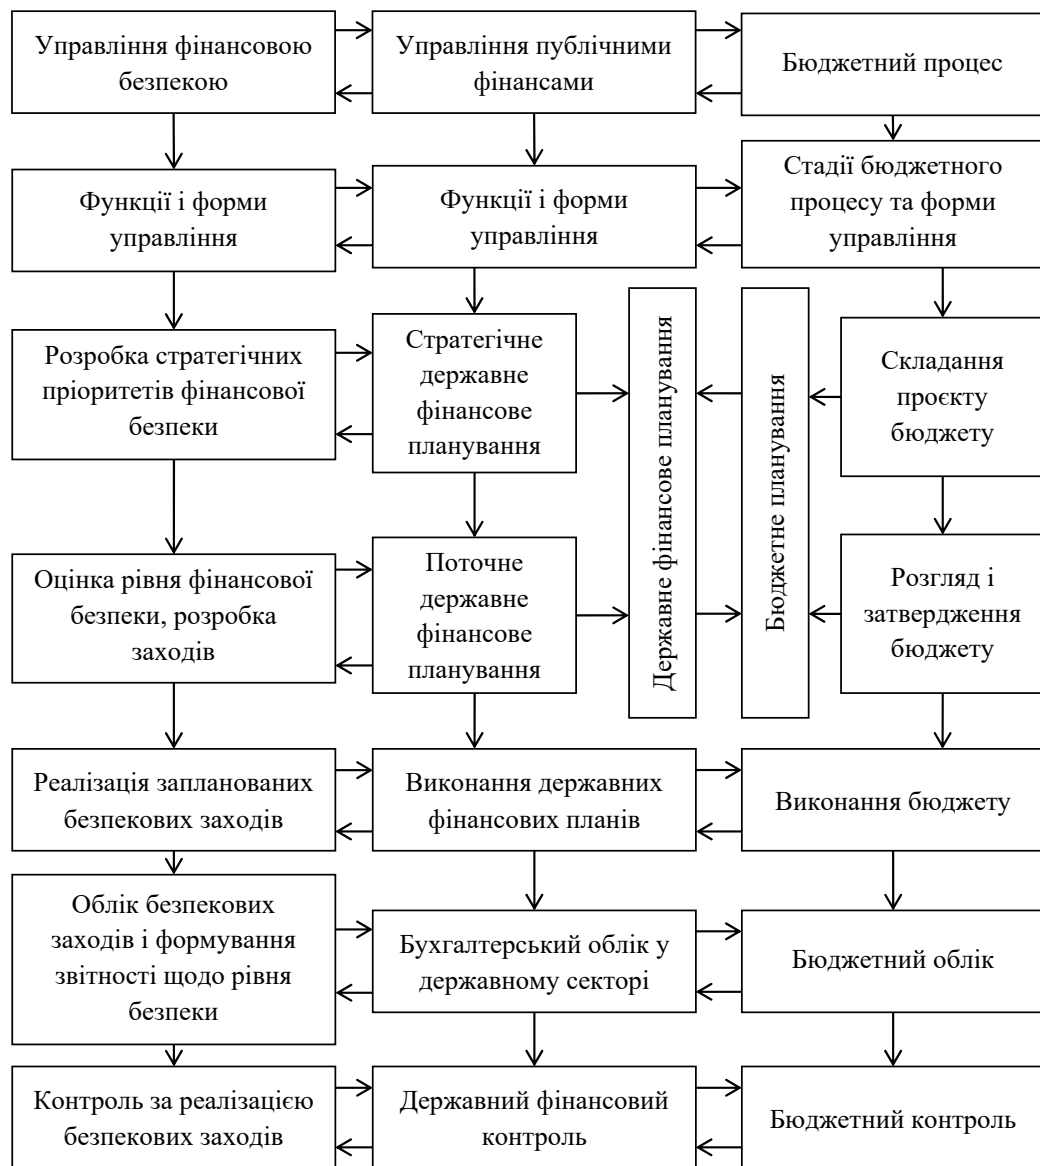 Управління фінансовою
безпекою
Управління публічними
фінансами
Бюджетний процес
Функції і форми
управління
Функції і форми
управління
Стадії бюджетного
процесу та форми
управління
Розробка стратегічних
пріоритетів фінансової
безпеки
Стратегічне
державне
фінансове
планування
Державне фінансове планування
Бюджетне планування
Складання
проєкту
бюджету
Оцінка рівня фінансової
безпеки, розробка
заходів
Поточне
державне
фінансове
планування
Розгляд і
затвердження
бюджету
Реалізація запланованих
безпекових заходів
Виконання державних
фінансових планів
Виконання бюджету
Облік безпекових
заходів і формування
звітності щодо рівня
безпеки
Бухгалтерський облік у
державному секторі
Бюджетний облік
Контроль за реалізацією
безпекових заходів
Державний фінансовий
контроль
Бюджетний контроль